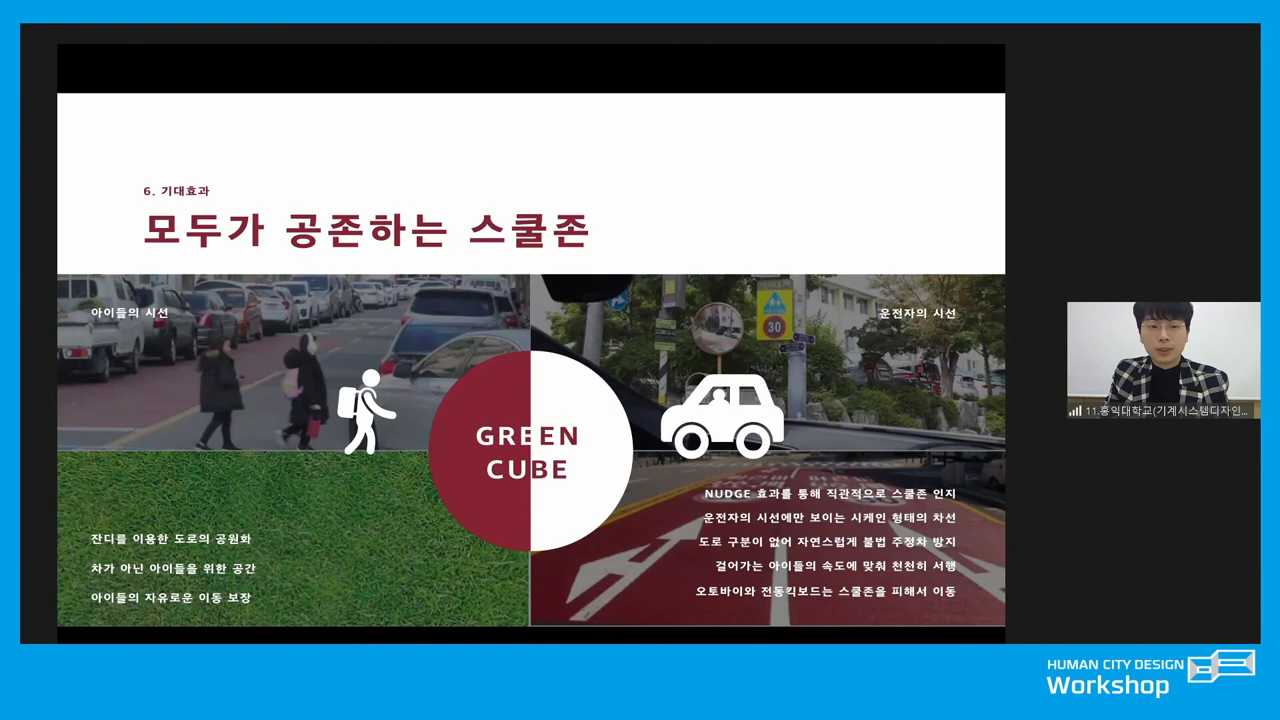 6. 기대효과
모두가 공존하는 스쿨존
아이들의 시선
운전자의 시선
30
GREEN
CUBE
잔디를 이용한 도로의 공원화
차가 아닌 아이들을 위한 공간
아이들의 자유로운 이동 보장
NUDGE 효과를 통해 직관적으로 스쿨존 인지
운전자의 시선에만 보이는 시케인 형태의 차선
도로 구분이 없어 자연스럽게 불법 주정차 방지
걸어가는 아이들의 속도에 맞춰 천천히 서행
오토바이와 전동킥보드는 스쿨존을 피해서 이동
11.홍익대학교(기계시스템디자인...
HUMAN CITY DESIGN
Workshop